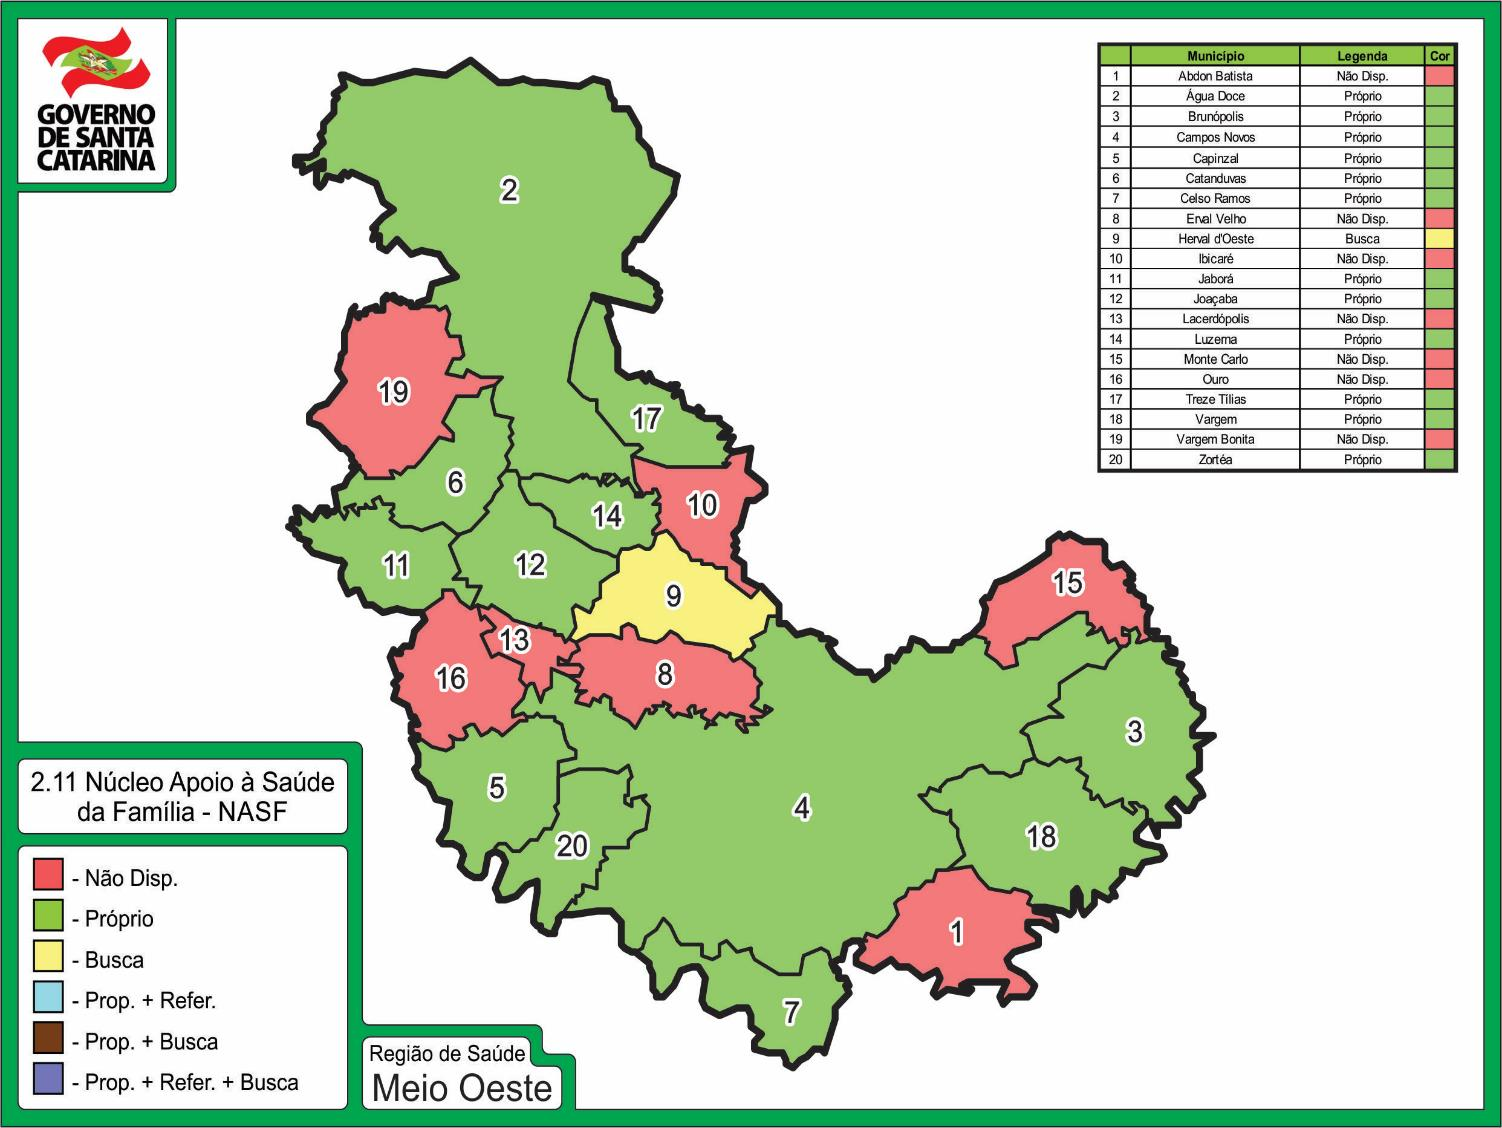 GOVERNO
DE SANTA
CATARINA
Município Legenda Cor
1 Abdon Batista Não Disp.
2 Água Doce Próprio
3 Brunópolis Próprio
4 Campos Novos Próprio
5 Capinzal Próprio
6 Catanduvas Próprio
7 Celso Ramos Próprio
8 Erval Velho Não Disp.
9 Herval d'Oeste Busca
10 Ibicaré Não Disp.
11 Jaborá Próprio
12 Joaçaba Próprio
13 Lacerdópolis Não Disp.
14 Luzerna Próprio
15 Monte Carlo Não Disp.
16 Ouro Não Disp.
17 Treze Tílias Próprio
18 Vargem Próprio
19 Vargem Bonita Não Disp.
20 Zortéa Próprio
2
19
17
6
10
14
11
12
9
15
13
16
8
3
5
4
20
18
1
7
2.11 Núcleo Apoio à Saúde
da Família - NASF
- Não Disp.
- Próprio
- Busca
- Prop. + Refer.
- Prop. + Busca
- Prop. + Refer. + Busca
Região de Saúde
Meio Oeste